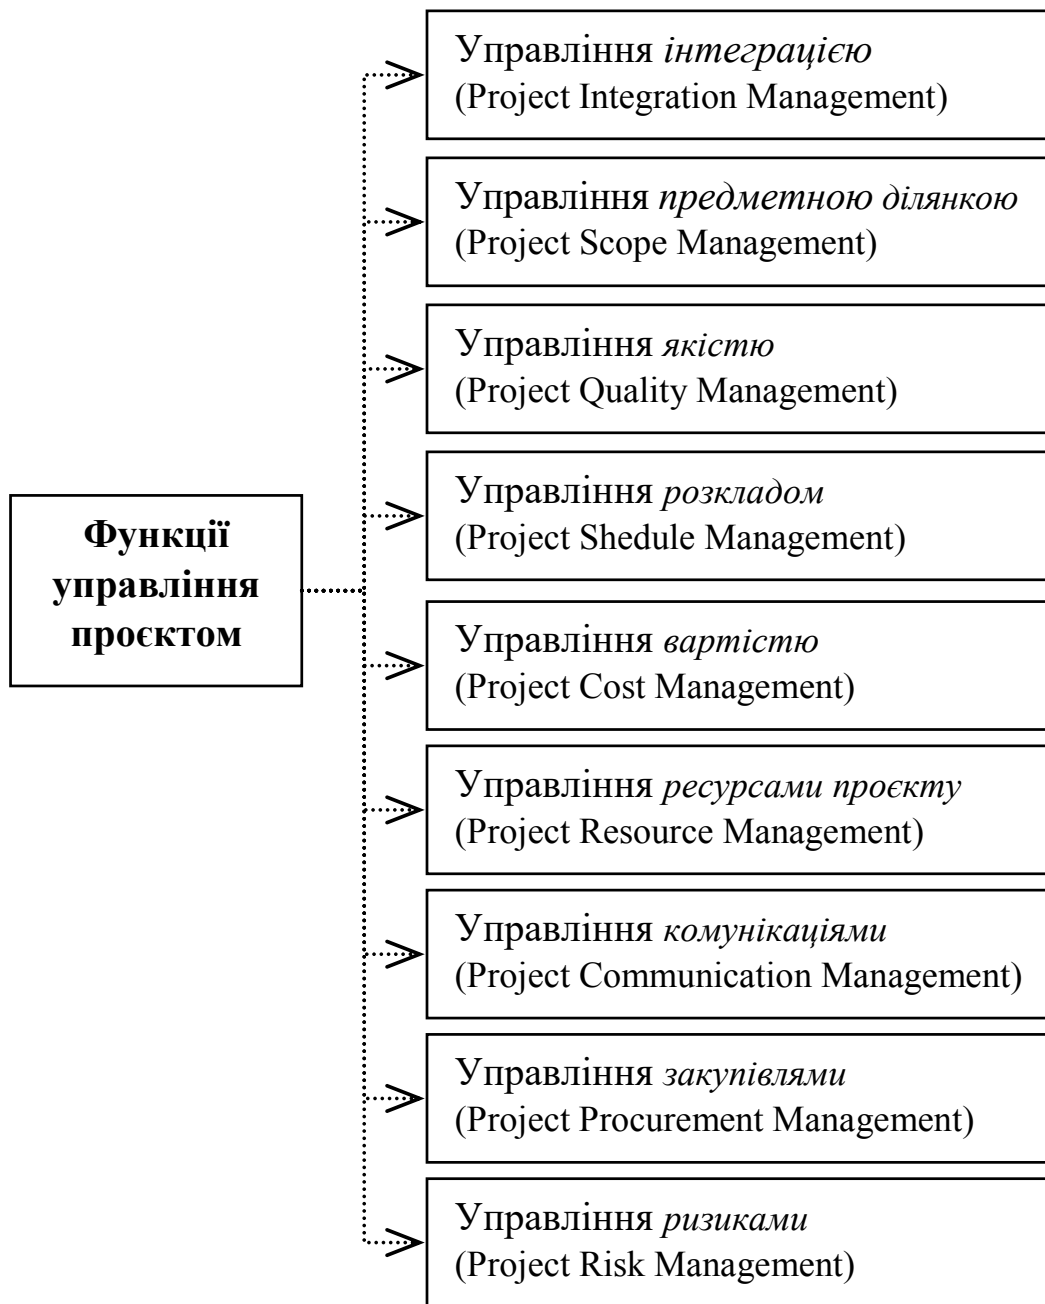 Управління інтеграцією
(Project Integration Management)
Управління предметною ділянкою
(Project Scope Management)
Управління якістю
(Project Quality Management)
Управління розкладом
(Project Shedule Management)
Функції
управління
проєктом
Управління вартістю
(Project Cost Management)
Управління ресурсами проєкту
(Project Resource Management)
Управління комунікаціями
(Project Communication Management)
Управління закупівлями
(Project Procurement Management)
Управління ризиками
(Project Risk Management)